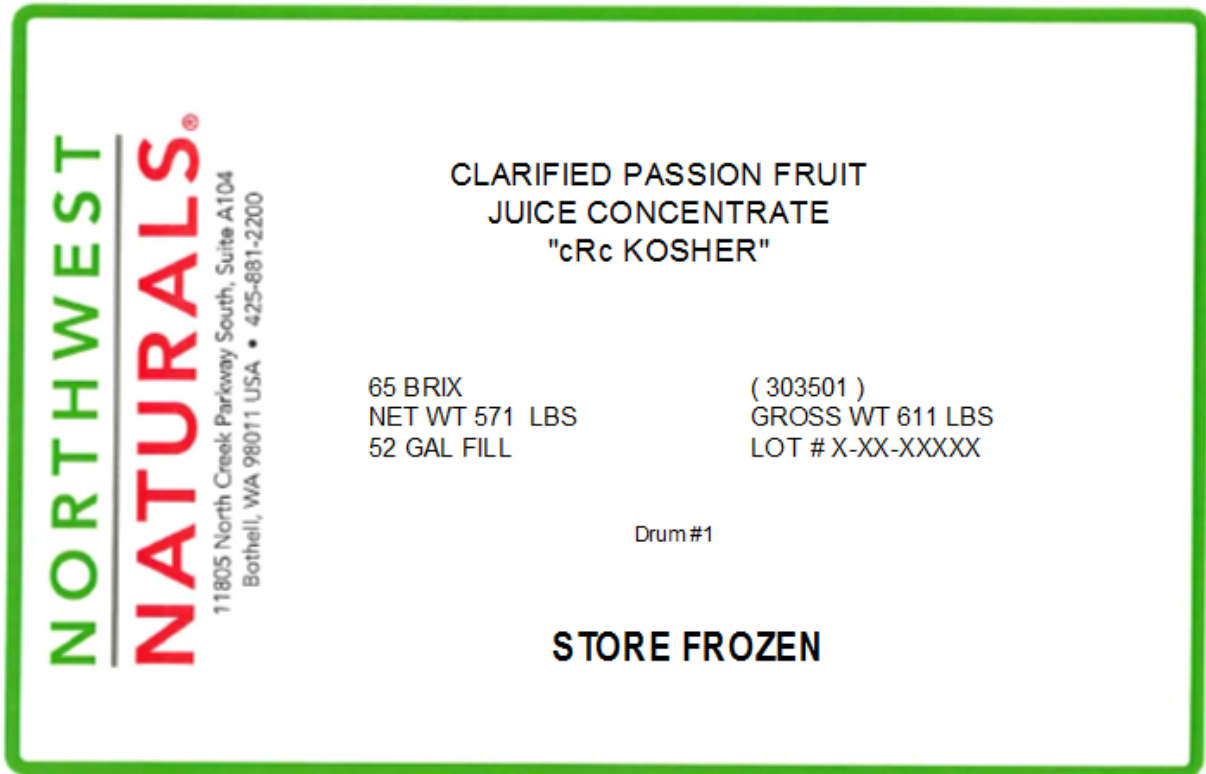 NORTHWEST
NATURALS®
11805 North Creek Parkway South, Suite A104
Bothell, WA 98011 USA • 425-881-2200
CLARIFIED PASSION FRUIT
JUICE CONCENTRATE
"cRc KOSHER"
65 BRIX
NET WT 571 LBS
52 GAL FILL
( 303501 )
GROSS WT 611 LBS
LOT # X-XX-XXXXX
Drum #1
STORE FROZEN